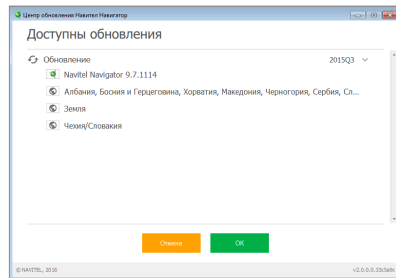 Центр обновления Навител Навигатор
Доступны обновления
Обновление 2015Q3
Navitel Navigator 9.7.1114
Албания, Босния и Герцеговина, Хорватия, Македония, Черногория, Сербия, Сл...
Земля
Чехия/Словакия
Отмена OK
© NAVITEL, 2016